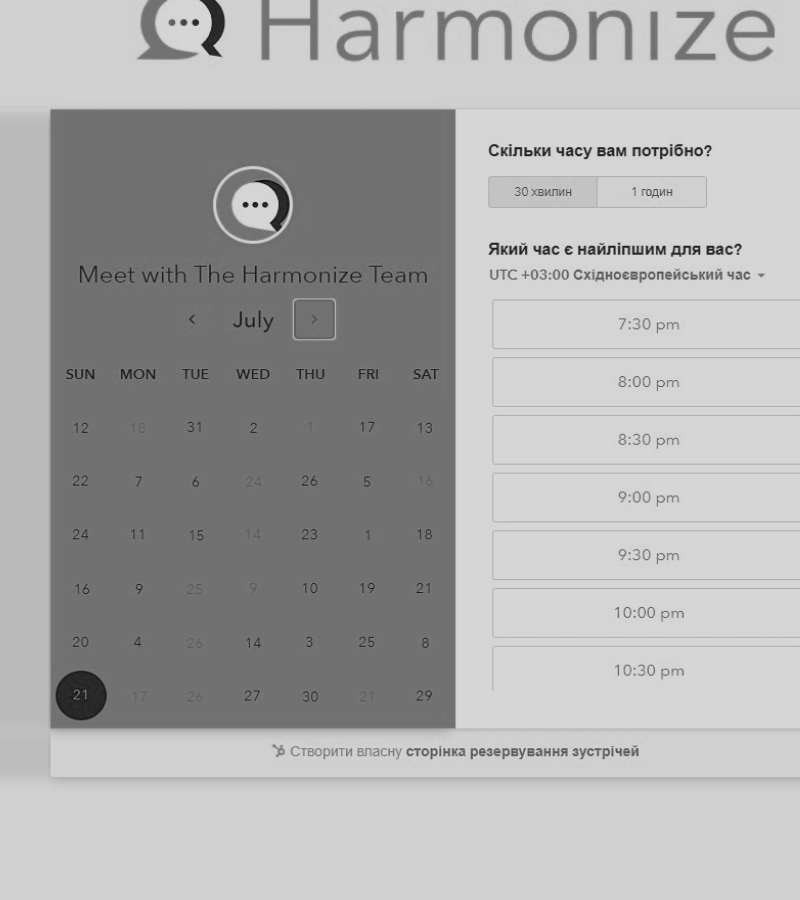 Harmonize
Meet with The Harmonize Team
July
SUN MON TUE WED THU FRI SAT
12 18 31 2 1 17 13
22 7 6 24 26 5 16
24 11 15 14 23 1 18
16 9 25 9 10 19 21
20 4 26 14 3 25 8
21 17 26 27 30 21 29
Скільки часу вам потрібно?
30 хвилин 1 годин
Який час є найліпшим для вас?
UTC +03:00 Східноєвропейський час
7:30 pm
8:00 pm
8:30 pm
9:00 pm
9:30 pm
10:00 pm
10:30 pm
Створити власну сторінка резервування зустрічей